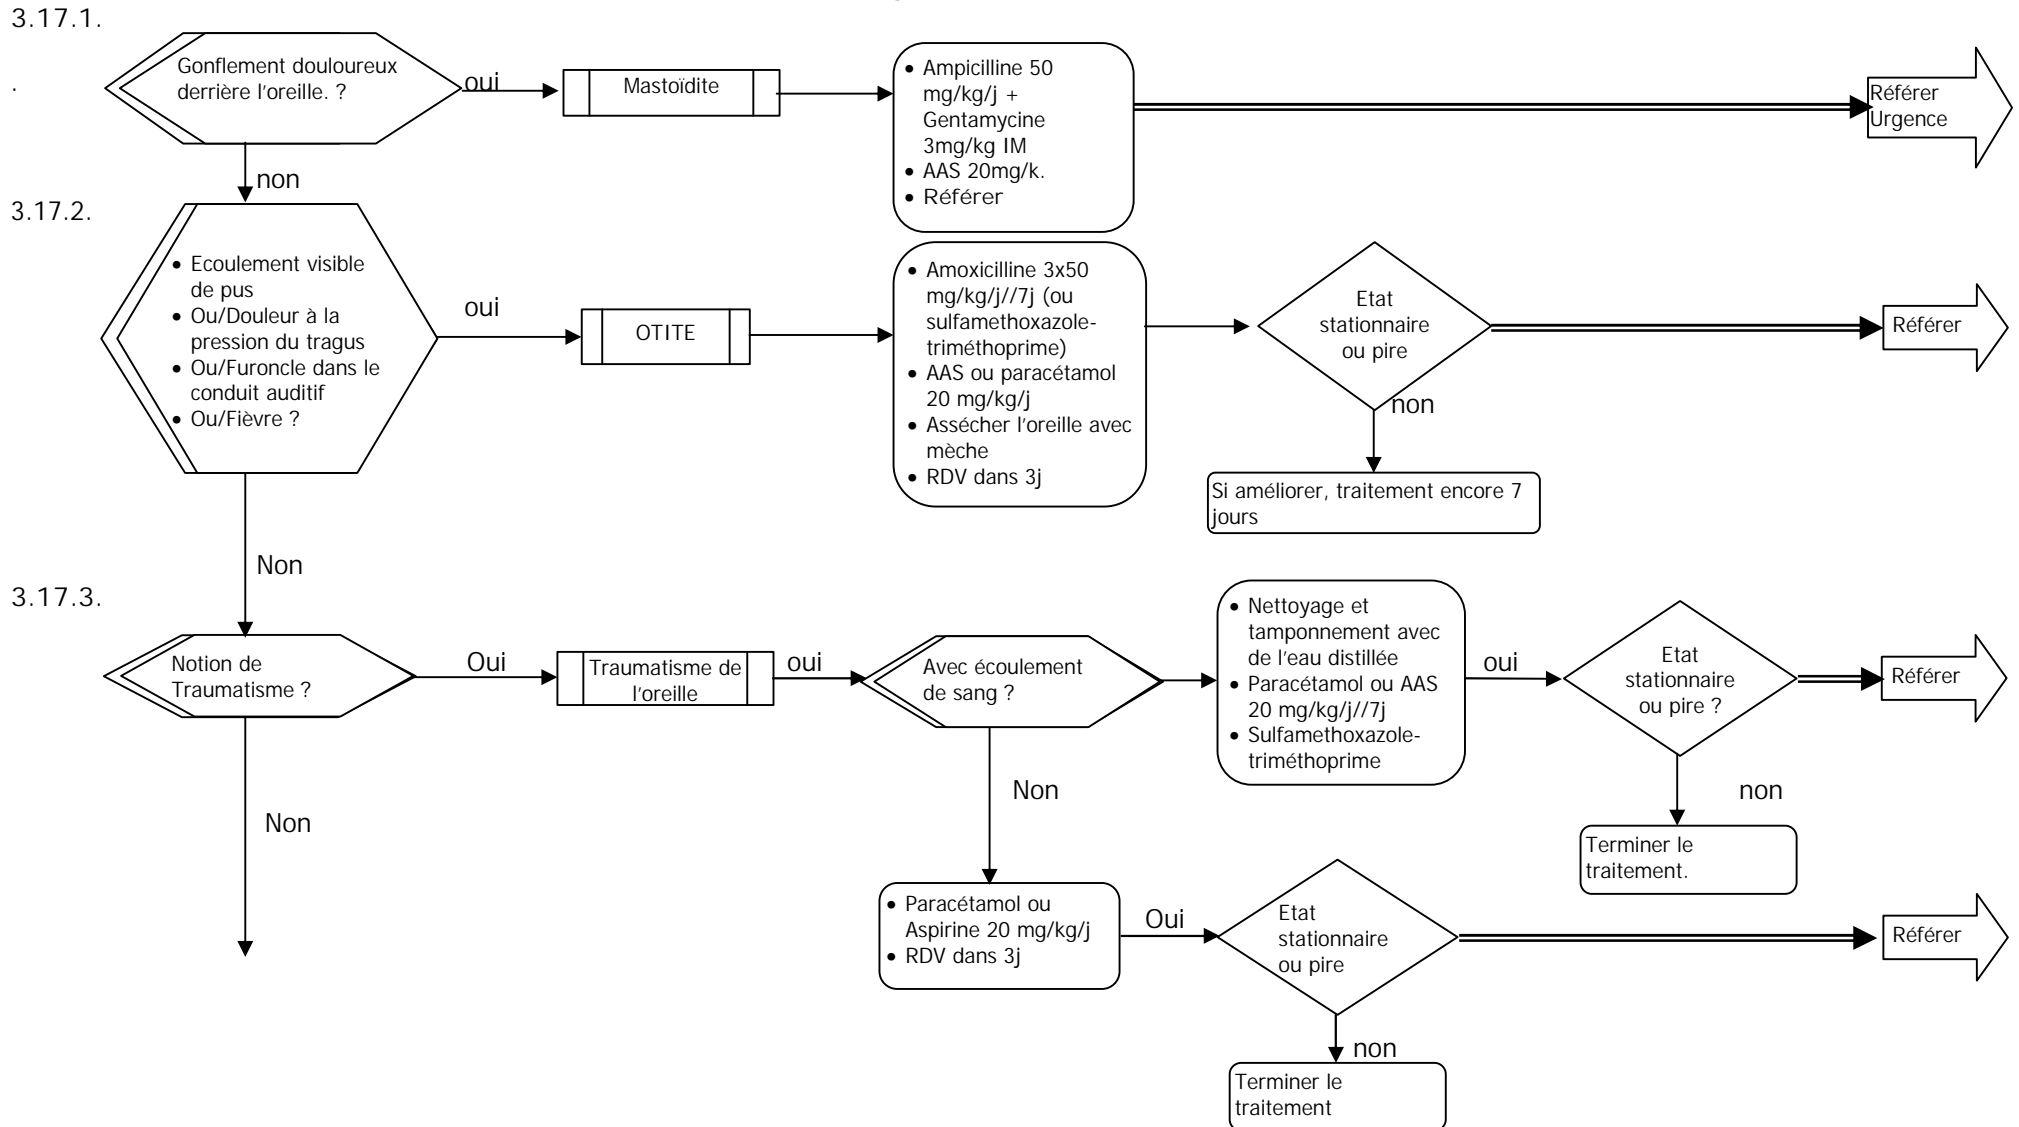 3.17.1.
.
Gonflement douloureux
derrière l'oreille. ?
oui
Mastoïdite
• Ampicilline 50
mg/kg/j +
Gentamycine
3mg/kg IM
• AAS 20mg/k.
• Référer
Référer
Urgence
non
3.17.2.
• Ecoulement visible
de pus
• Ou/Douleur à la
pression du tragus
• Ou/Furoncle dans le
conduit auditif
• Ou/Fièvre ?
oui
OTITE
• Amoxicilline 3x50
mg/kg/j//7j (ou
sulfamethoxazole-
triméthoprime)
• AAS ou paracétamol
20 mg/kg/j
• Assécher l'oreille avec
mèche
• RDV dans 3j
Etat
stationnaire
ou pire
Référer
non
Si améliorer, traitement encore 7
jours
Non
3.17.3.
Notion de
Traumatisme ?
Oui
Traumatisme de
l'oreille
oui
Avec écoulement
de sang ?
• Nettoyage et
tamponnement avec
de l'eau distillée
• Paracétamol ou AAS
20 mg/kg/j//7j
• Sulfamethoxazole-
triméthoprime
oui
Etat
stationnaire
ou pire ?
Référer
non
Terminer le
traitement.
Non
Non
• Paracétamol ou
Aspirine 20 mg/kg/j
• RDV dans 3j
Oui
Etat
stationnaire
ou pire
Référer
non
Terminer le
traitement